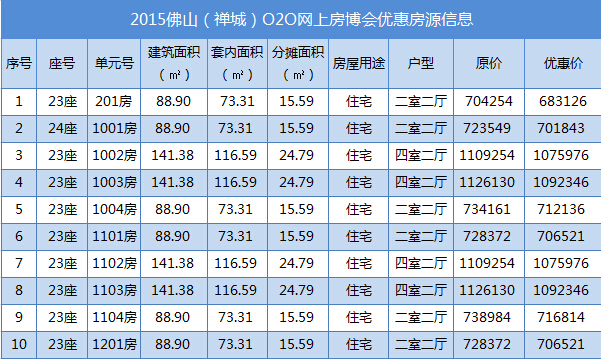 2015佛山（禅城）O2O网上房博会优惠房源信息
序号 座号 单元号 建筑面积（㎡） 套内面积（㎡） 分摊面积（㎡） 房屋用途 户型 原价 优惠价
1 23座 201房 88.90 73.31 15.59 住宅 二室二厅 704254 683126
2 24座 1001房 88.90 73.31 15.59 住宅 二室二厅 723549 701843
3 23座 1002房 141.38 116.59 24.79 住宅 四室二厅 1109254 1075976
4 23座 1003房 141.38 116.59 24.79 住宅 四室二厅 1126130 1092346
5 23座 1004房 88.90 73.31 15.59 住宅 二室二厅 734161 712136
6 23座 1101房 88.90 73.31 15.59 住宅 二室二厅 728372 706521
7 23座 1102房 141.38 116.59 24.79 住宅 四室二厅 1109254 1075976
8 23座 1103房 141.38 116.59 24.79 住宅 四室二厅 1126130 1092346
9 23座 1104房 88.90 73.31 15.59 住宅 二室二厅 738984 716814
10 23座 1201房 88.90 73.31 15.59 住宅 二室二厅 728372 706521